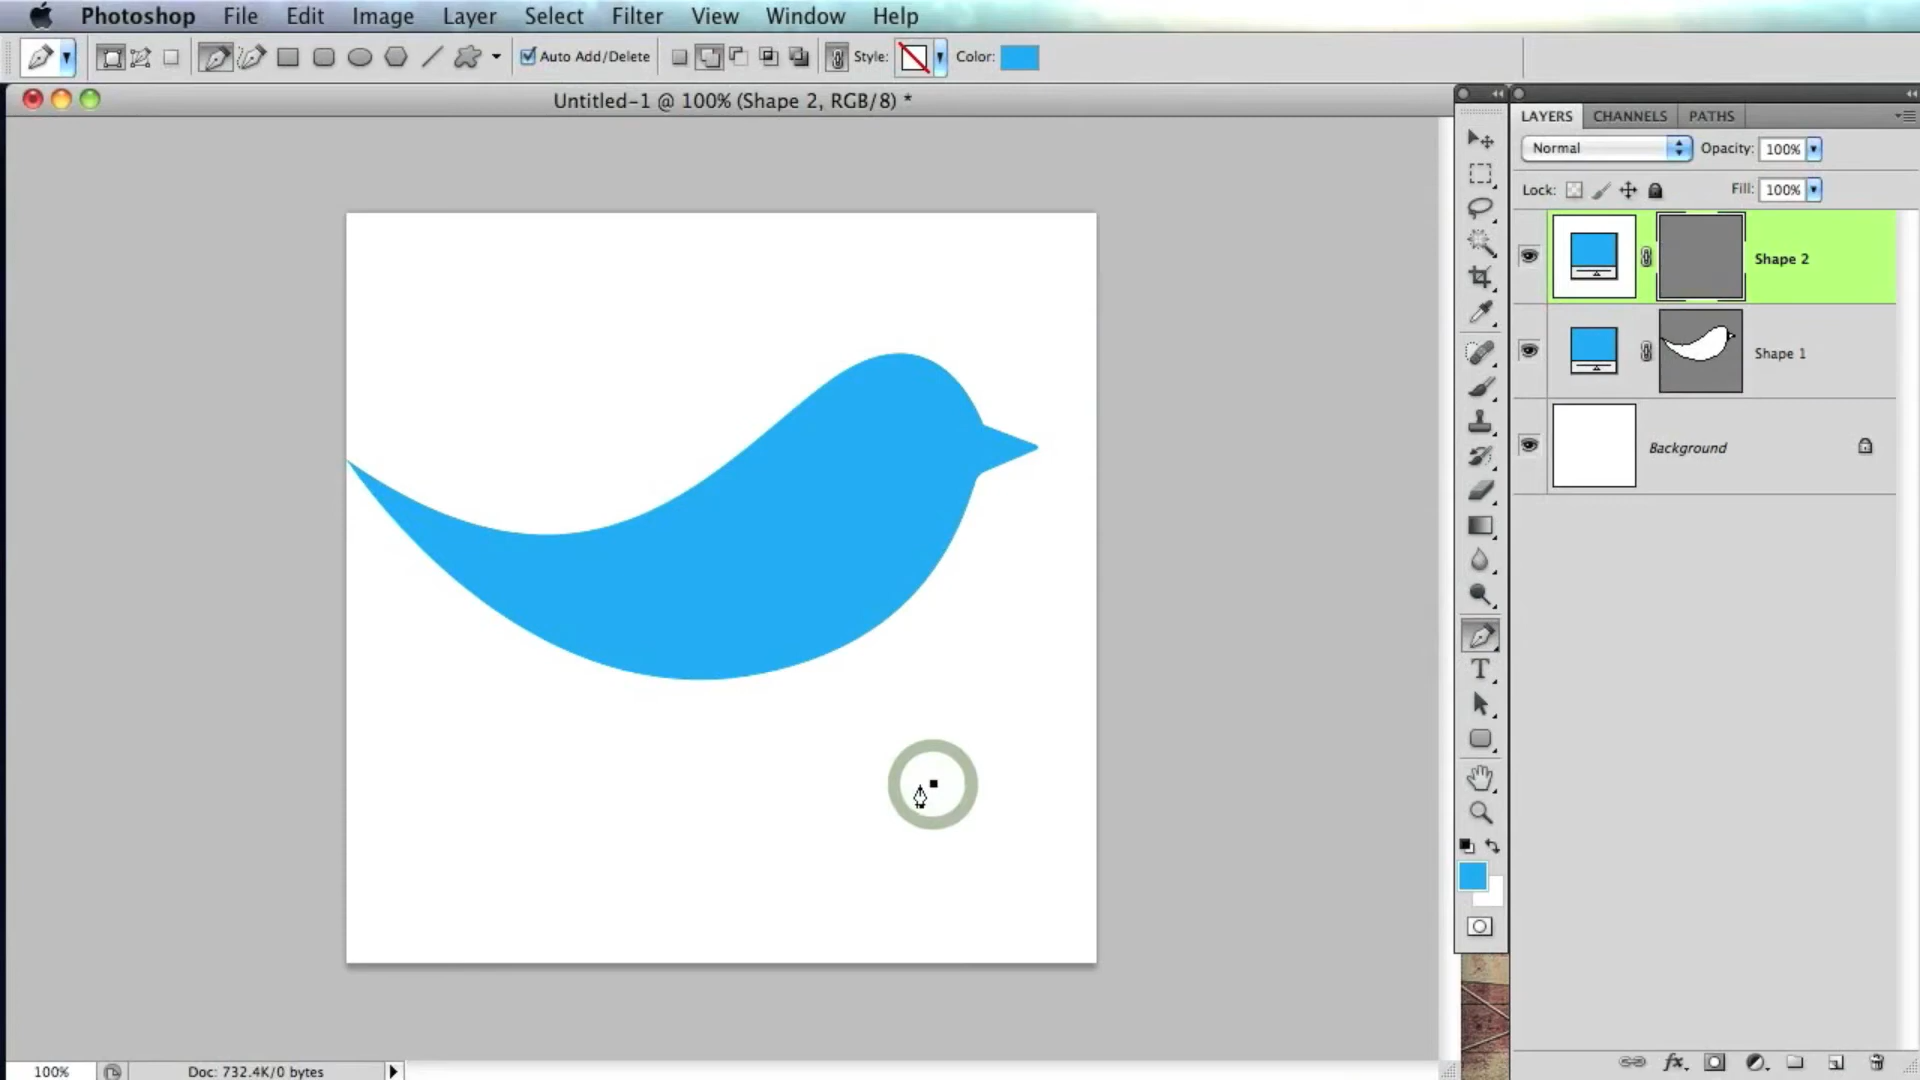 Photoshop File Edit Image Layer Select Filter View Window Help
Auto Add/Delete Style: Color:
Untitled-1 @ 100% (Shape 2, RGB/8) *
LAYERS CHANNELS PATHS
Normal Opacity: 100%
Lock: Fill: 100%
Shape 2
Shape 1
Background
T
100% Doc: 732.4K/0 bytes
fx